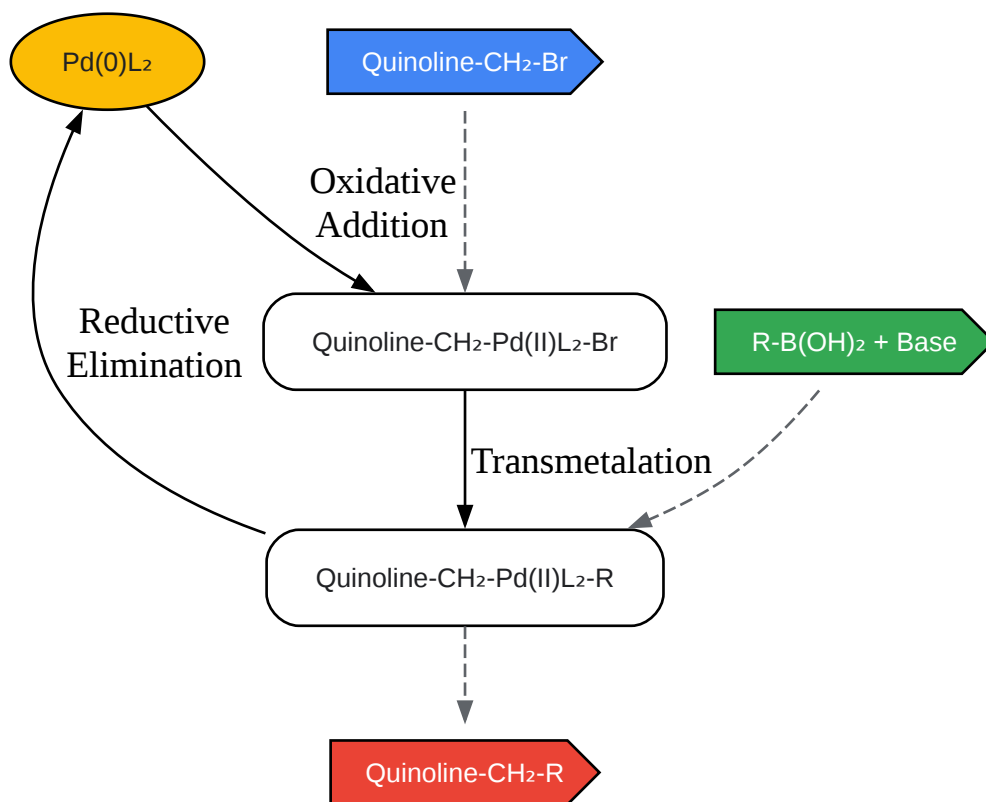 Pd(0)L₂
Quinoline-CH₂-Br
Oxidative
Addition
Quinoline-CH₂-Pd(II)L₂-Br
R-B(OH)₂ + Base
Reductive
Elimination
Transmetalation
Quinoline-CH₂-Pd(II)L₂-R
Quinoline-CH₂-R